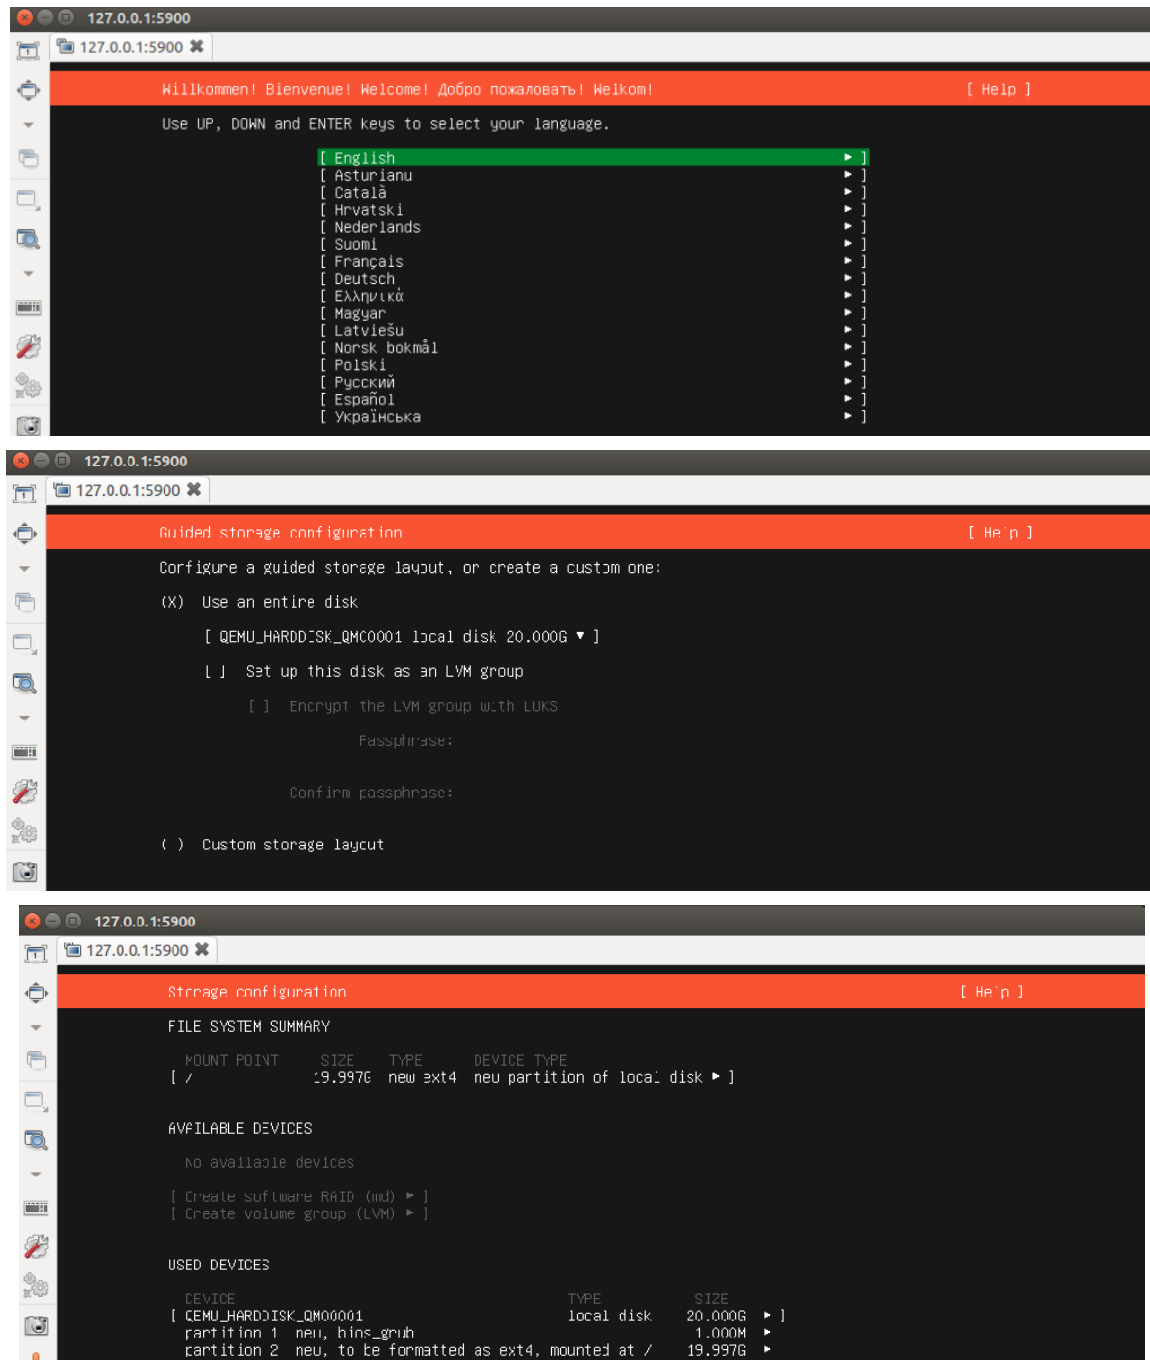 127.0.0.1:5900
127.0.0.1:5900
Willkommen! Bienvenue! Welcome! Добро пожаловать! Welkom! [ Help ]
Use UP, DOWN and ENTER keys to select your language.
[ English ► ]
[ Asturianu ► ]
[ Català ► ]
[ Hrvatski ► ]
[ Nederlands ► ]
[ Suomi ► ]
[ Français ► ]
[ Deutsch ► ]
[ Ελληνικά ► ]
[ Magyar ► ]
[ Latviešu ► ]
[ Norsk bokmål ► ]
[ Polski ► ]
[ Русский ► ]
[ Español ► ]
[ Українська ► ]
127.0.0.1:5900
127.0.0.1:5900
Guided storage configuration [ Help ]
Configure a guided storage layout, or create a custom one:
(X) Use an entire disk
[ QEMU_HARDDISK_QM00001 local disk 20.000G ▼ ]
[ ] Set up this disk as an LVM group
[ ] Encrypt the LVM group with LUKS
Passphrase:
Confirm passphrase:
( ) Custom storage layout
127.0.0.1:5900
127.0.0.1:5900
Storage configuration [ Help ]
FILE SYSTEM SUMMARY
MOUNT POINT SIZE TYPE DEVICE TYPE
[ / 19.997G new ext4 new partition of local disk ► ]
AVAILABLE DEVICES
No available devices
[ Create software RAID (md) ► ]
[ Create volume group (LVM) ► ]
USED DEVICES
DEVICE TYPE SIZE
[ QEMU_HARDDISK_QM00001 local disk 20.000G ► ]
partition 1 new, bios_grub 1.000M ►
partition 2 new, to be formatted as ext4, mounted at / 19.997G ►